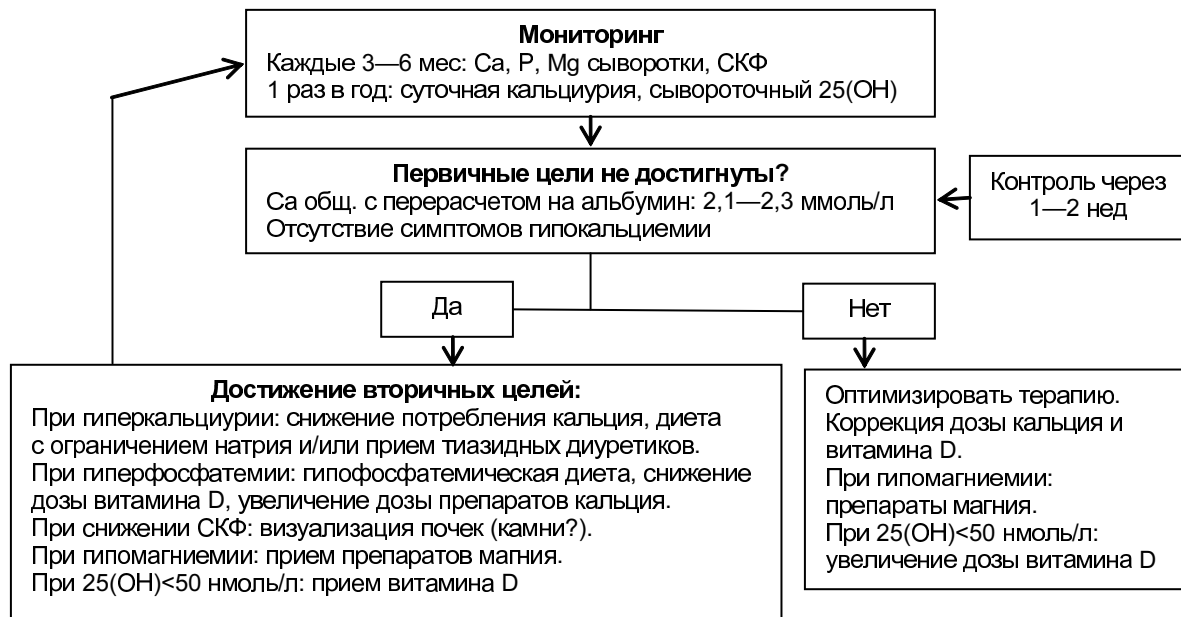 Мониторинг
Каждые 3—6 мес: Ca, P, Mg сыворотки, СКФ
1 раз в год: суточная кальциурия, сывороточный 25(OH)
Первичные цели не достигнуты?
Ca общ. с перерасчетом на альбумин: 2,1—2,3 ммоль/л
Отсутствие симптомов гипокальциемии
Контроль через
1—2 нед
Да
Нет
Достижение вторичных целей:
При гиперкальциурии: снижение потребления кальция, диета
с ограничением натрия и/или прием тиазидных диуретиков.
При гиперфосфатемии: гипофосфатемическая диета, снижение
дозы витамина D, увеличение дозы препаратов кальция.
При снижении СКФ: визуализация почек (камни?).
При гипомагниемии: прием препаратов магния.
При 25(OH)<50 нмоль/л: прием витамина D
Оптимизировать терапию.
Коррекция дозы кальция и
витамина D.
При гипомагниемии:
препараты магния.
При 25(OH)<50 нмоль/л:
увеличение дозы витамина D